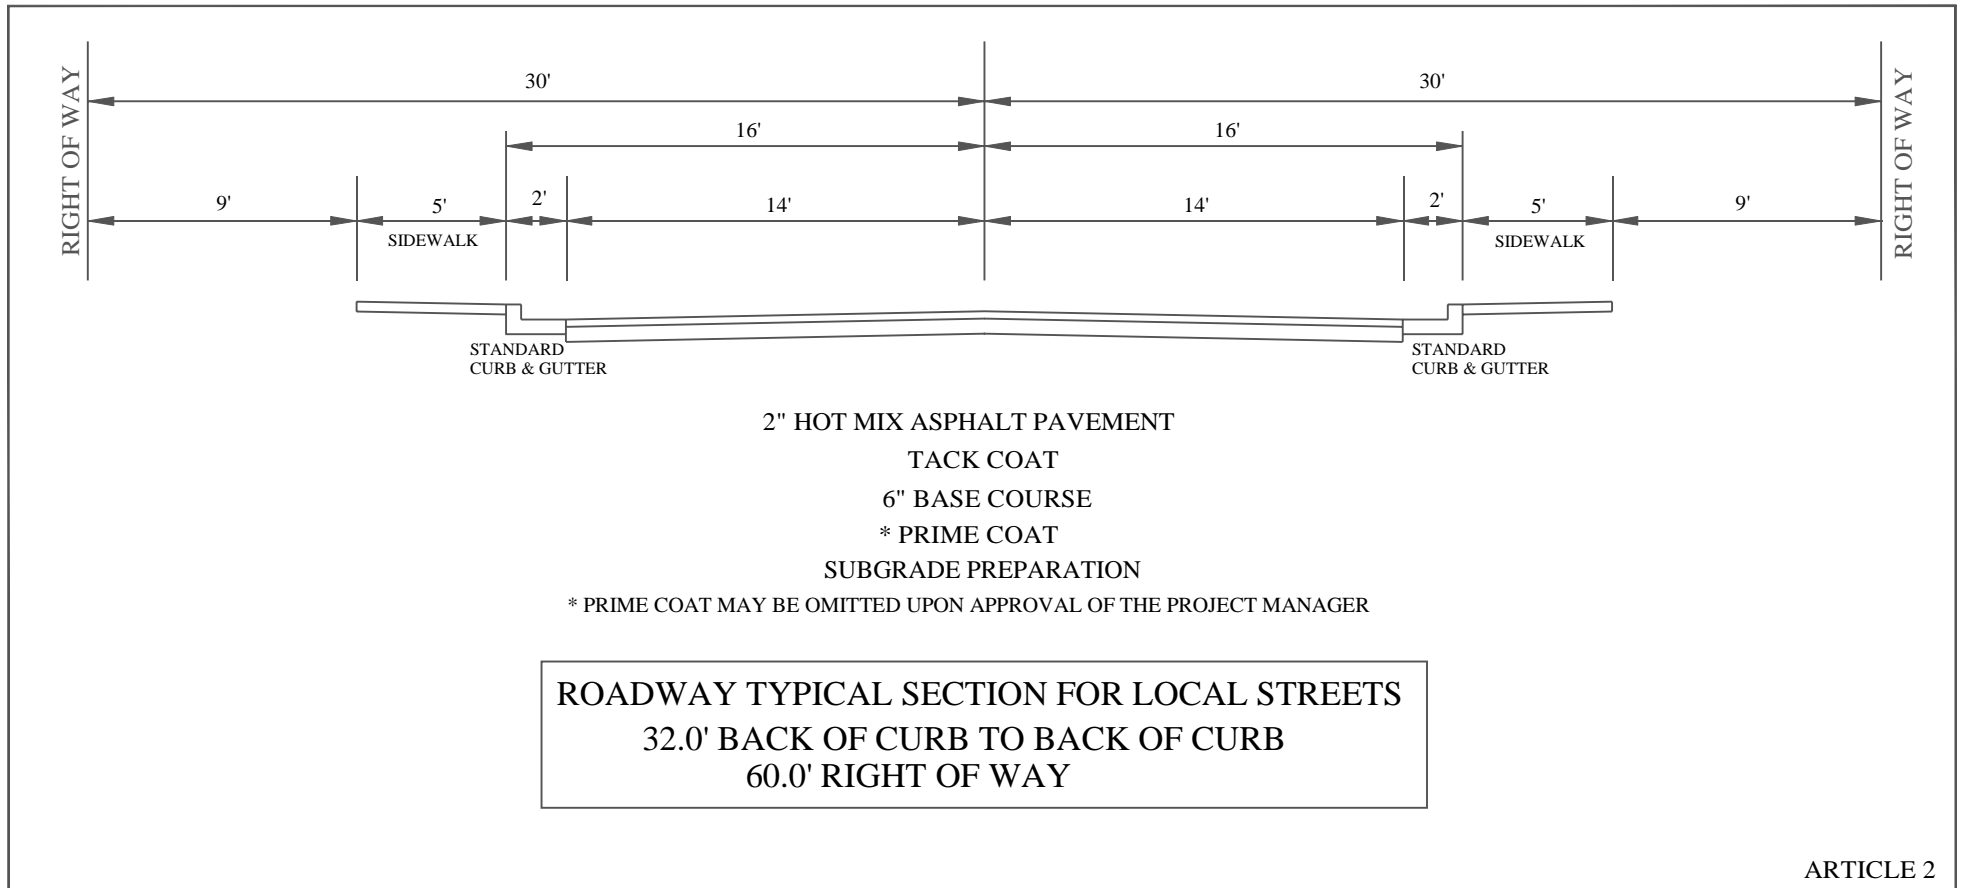 30' 30'
16' 16'
RIGHT OF WAY
9' 5' 2' 14' 14' 2' 5' 9'
RIGHT OF WAY
SIDEWALK SIDEWALK
STANDARD
CURB & GUTTER
STANDARD
CURB & GUTTER
2" HOT MIX ASPHALT PAVEMENT
TACK COAT
6" BASE COURSE
* PRIME COAT
SUBGRADE PREPARATION
* PRIME COAT MAY BE OMITTED UPON APPROVAL OF THE PROJECT MANAGER
ROADWAY TYPICAL SECTION FOR LOCAL STREETS
32.0' BACK OF CURB TO BACK OF CURB
60.0' RIGHT OF WAY
ARTICLE 2